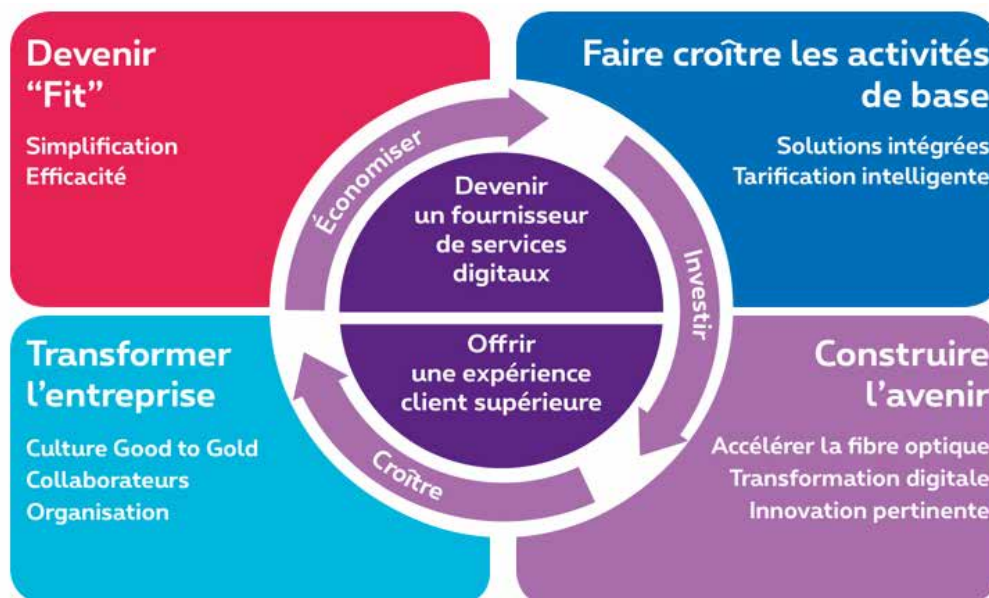 Devenir
“Fit”
Simplification
Efficacité
Faire croître les activités
de base
Solutions intégrées
Tarification intelligente
Économiser
Investir
Croître
Devenir
un fournisseur
de services
digitaux
Offrir
une expérience
client supérieure
Transformer
l’entreprise
Culture Good to Gold
Collaborateurs
Organisation
Construire
l’avenir
Accélérer la fibre optique
Transformation digitale
Innovation pertinente